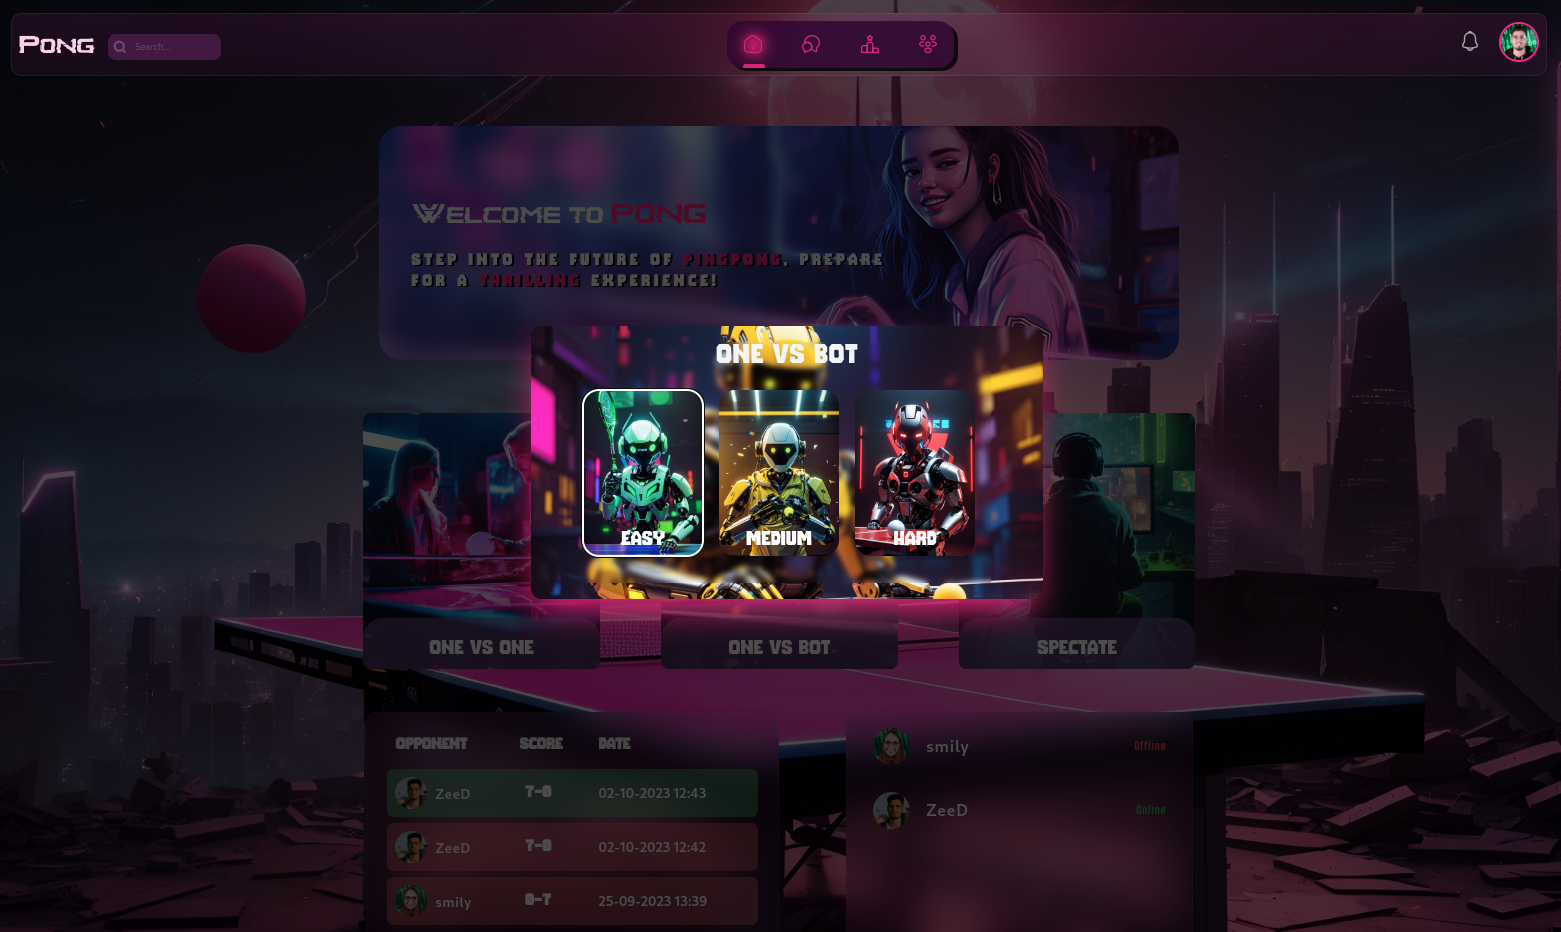 PONG
Search...
WELCOME TO PONG
STEP INTO THE FUTURE OF PINGPONG, PREPARE
FOR A THRILLING EXPERIENCE!
ONE VS BOT
EASY
MEDIUM
HARD
ONE VS ONE
ONE VS BOT
SPECTATE
OPPONENT SCORE DATE
ZeeD 7-0 02-10-2023 12:43
ZeeD 7-0 02-10-2023 12:42
smily 0-7 25-09-2023 13:39
smily Offline
ZeeD Online